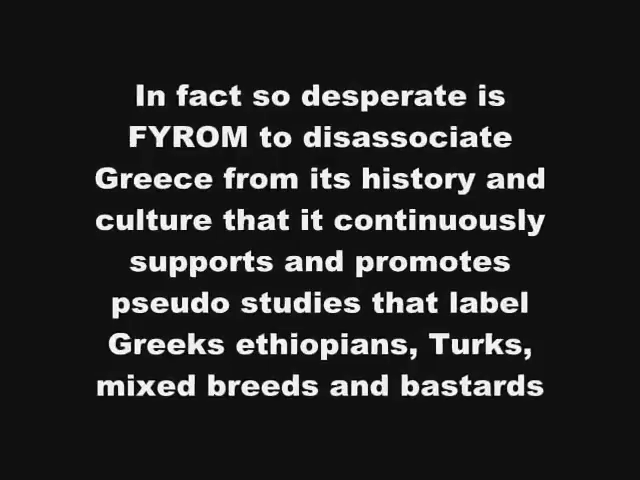 In fact so desperate is
FYROM to disassociate
Greece from its history and
culture that it continuously
supports and promotes
pseudo studies that label
Greeks ethiopians, Turks,
mixed breeds and bastards